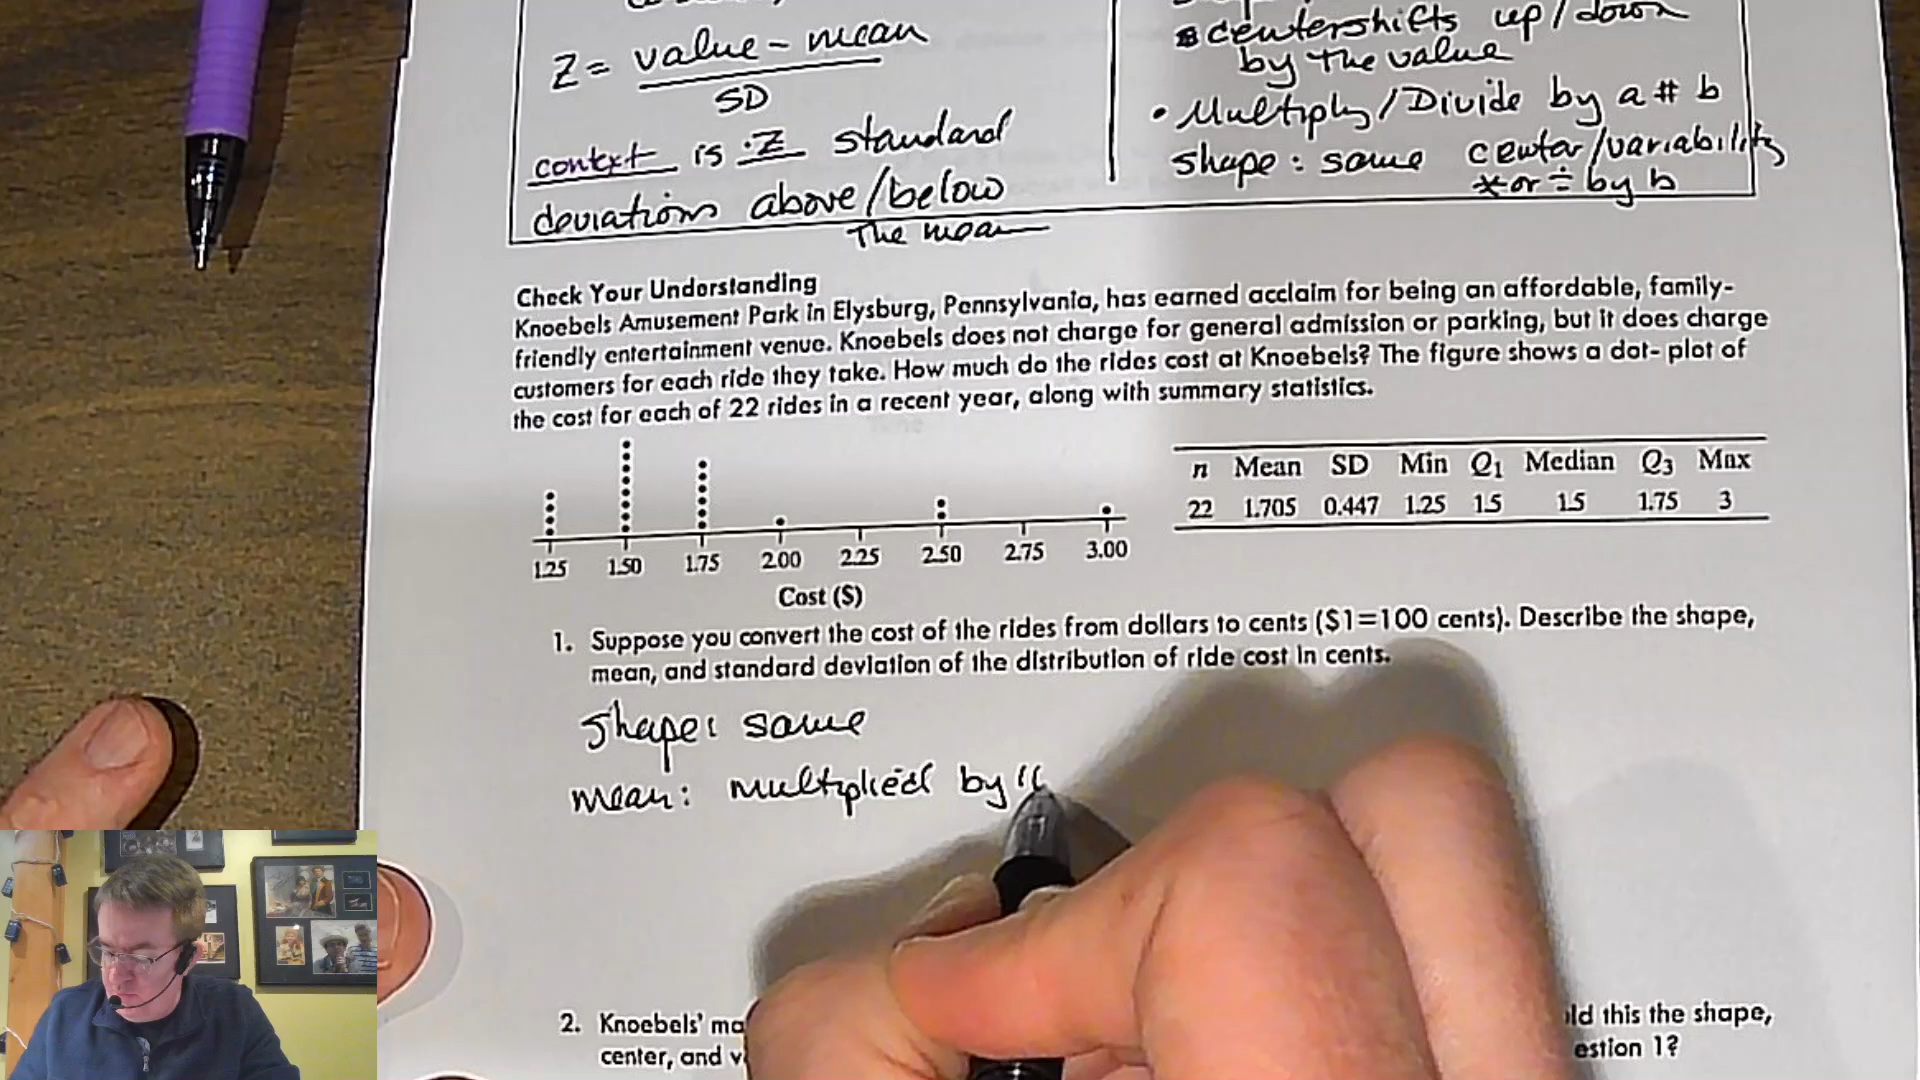 Z = value - mean
SD
context is Z standard
deviations above/below
the mean
centershifts up/down
by the value
• Multiply/Divide by a # b
shape: same center/variability
* or ÷ by b
Check Your Understanding
Knoebels Amusement Park in Elysburg, Pennsylvania, has earned acclaim for being an affordable, family-
friendly entertainment venue. Knoebels does not charge for general admission or parking, but it does charge
customers for each ride they take. How much do the rides cost at Knoebels? The figure shows a dot- plot of
the cost for each of 22 rides in a recent year, along with summary statistics.
1.25 1.50 1.75 2.00 2.25 2.50 2.75 3.00
Cost ($)
n Mean SD Min Q1 Median Q3 Max
22 1.705 0.447 1.25 1.5 1.5 1.75 3
1. Suppose you convert the cost of the rides from dollars to cents ($1=100 cents). Describe the shape,
mean, and standard deviation of the distribution of ride cost in cents.
Shape: same
mean: multiplied by
2. Knoebels' ma
ld this the shape,
center, and v
estion 1?